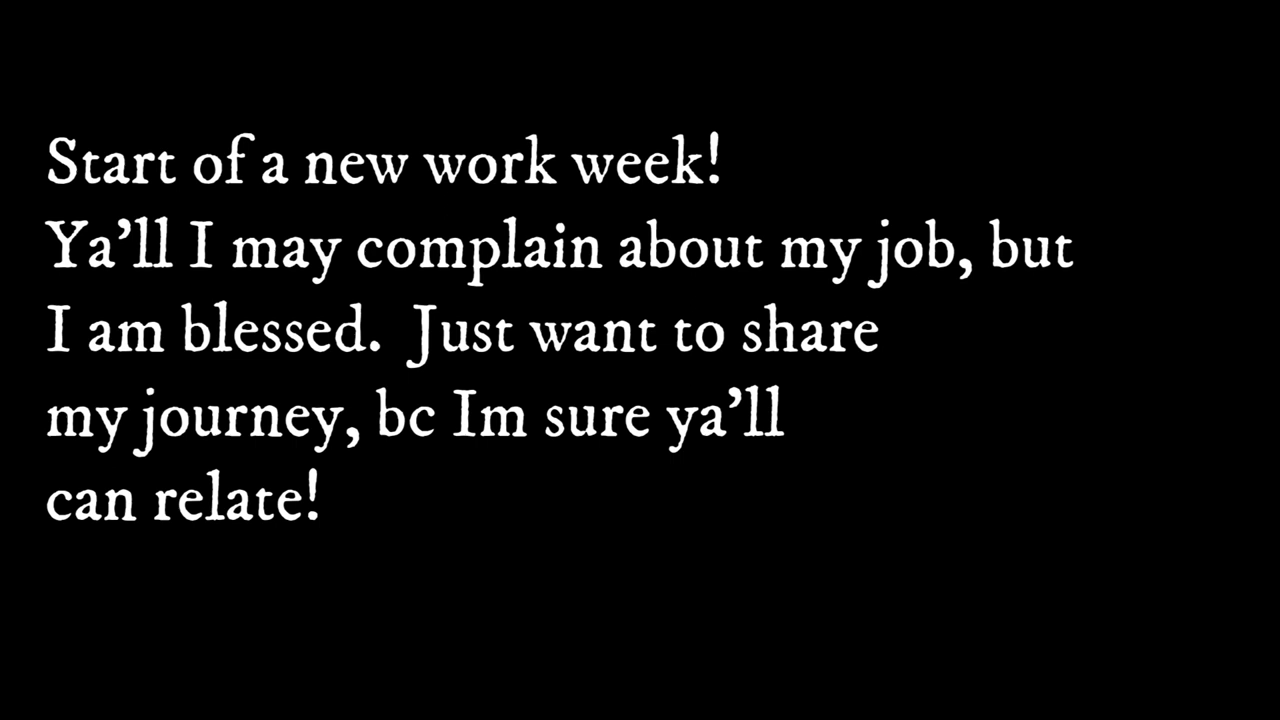 Start of a new work week!
Ya’ll I may complain about my job, but
I am blessed.  Just want to share
my journey, bc Im sure ya’ll
can relate!